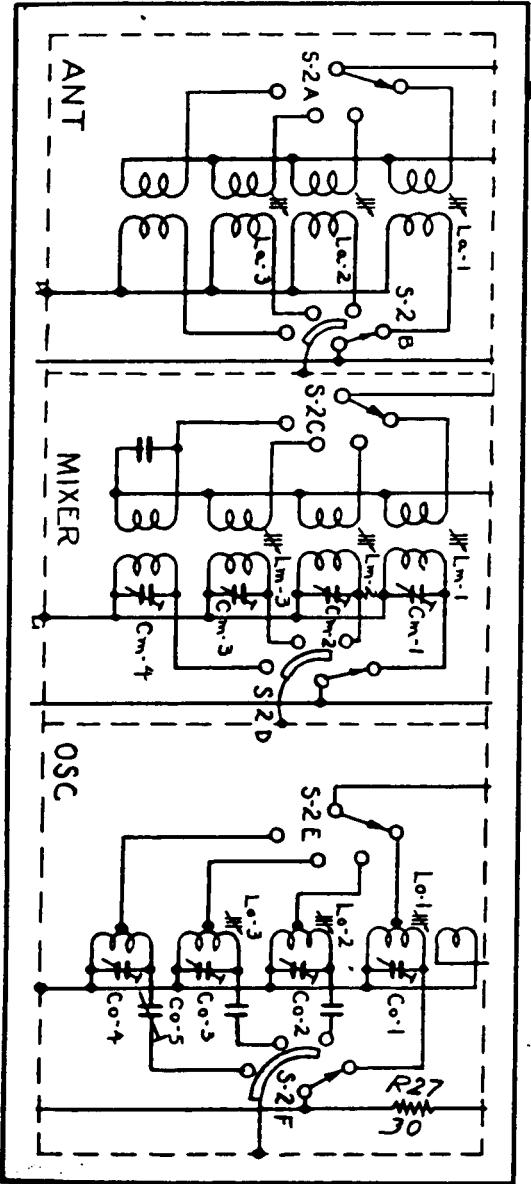 ANT
S-2A
La-1
La-2
La-3
S-2B
MIXER
S-2C
Lm-1
Lm-2
Lm-3
Cm-1
Cm-2
Cm-3
Cm-4
S-2D
OSC
S-2E
Lo-1
Lo-2
Lo-3
Co-1
Co-2
Co-3
Co-5
Co-4
S-2F
R27
30